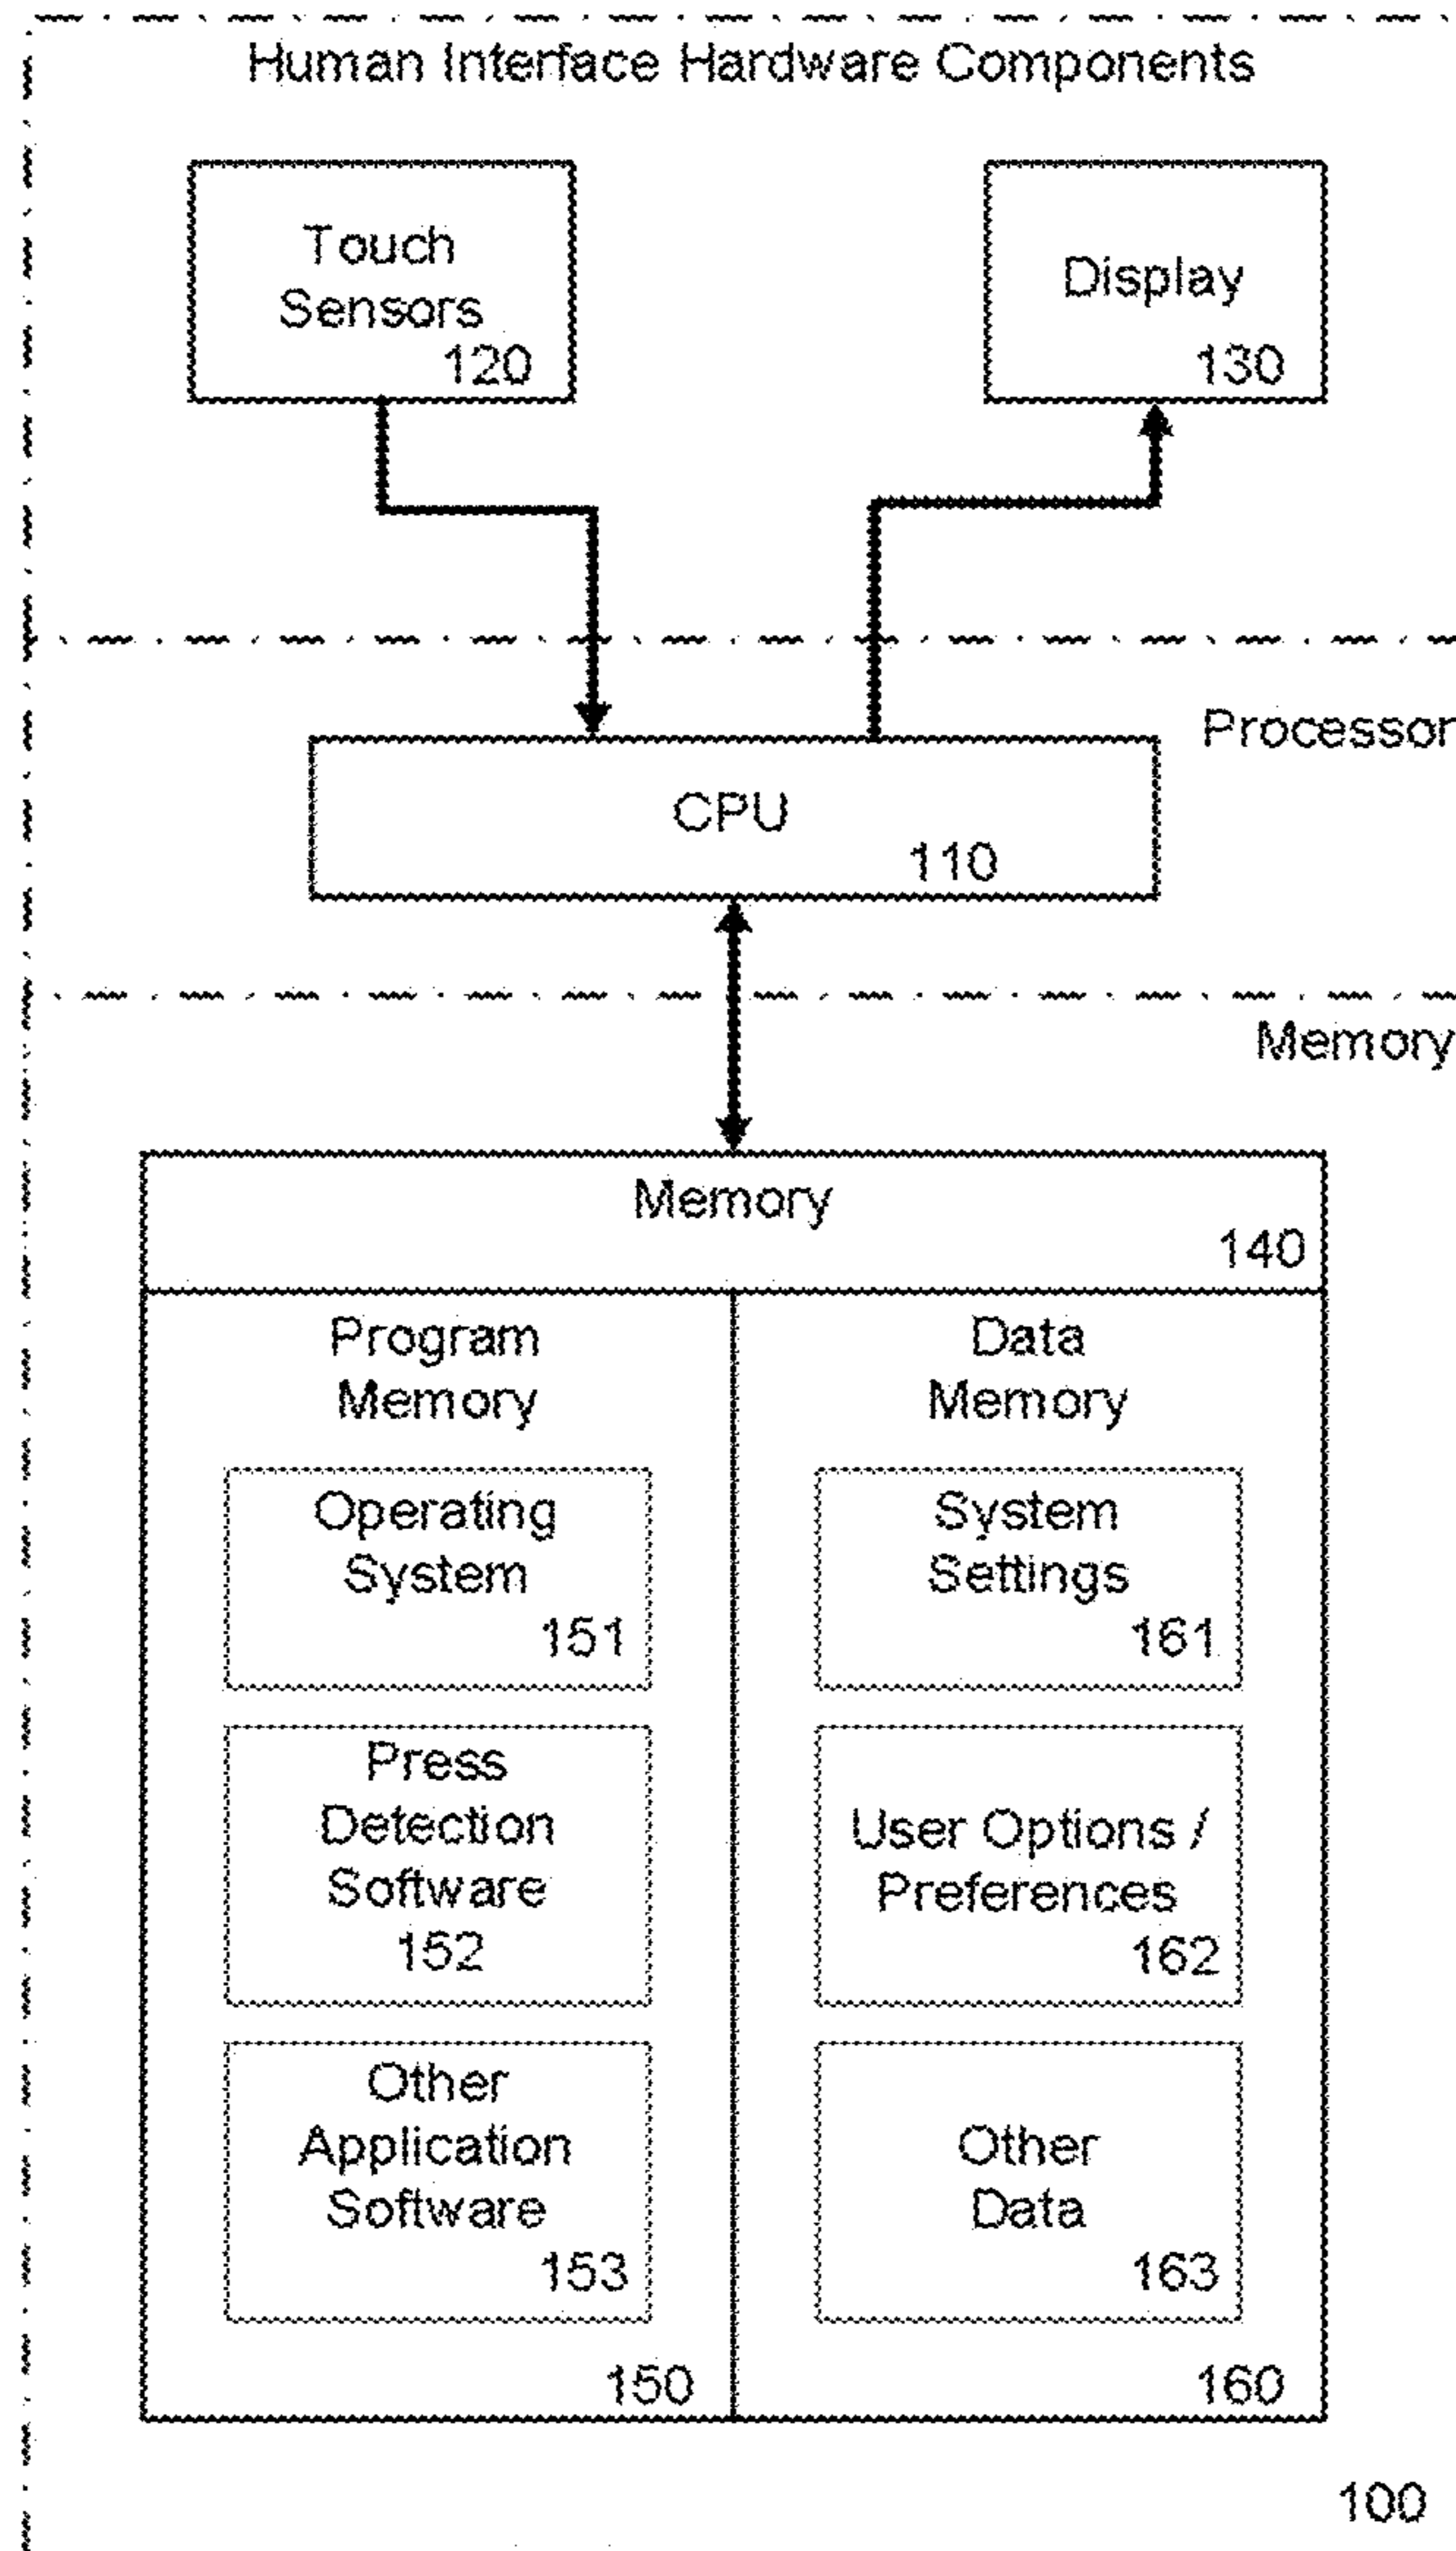 Human Interface Hardware Components
Touch
Sensors
120
Display
130
Processor
CPU
110
Memory
Memory
140
Program
Memory
Operating
System
151
Press
Detection
Software
152
Other
Application
Software
153
150
Data
Memory
System
Settings
161
User Options /
Preferences
162
Other
Data
163
160
100